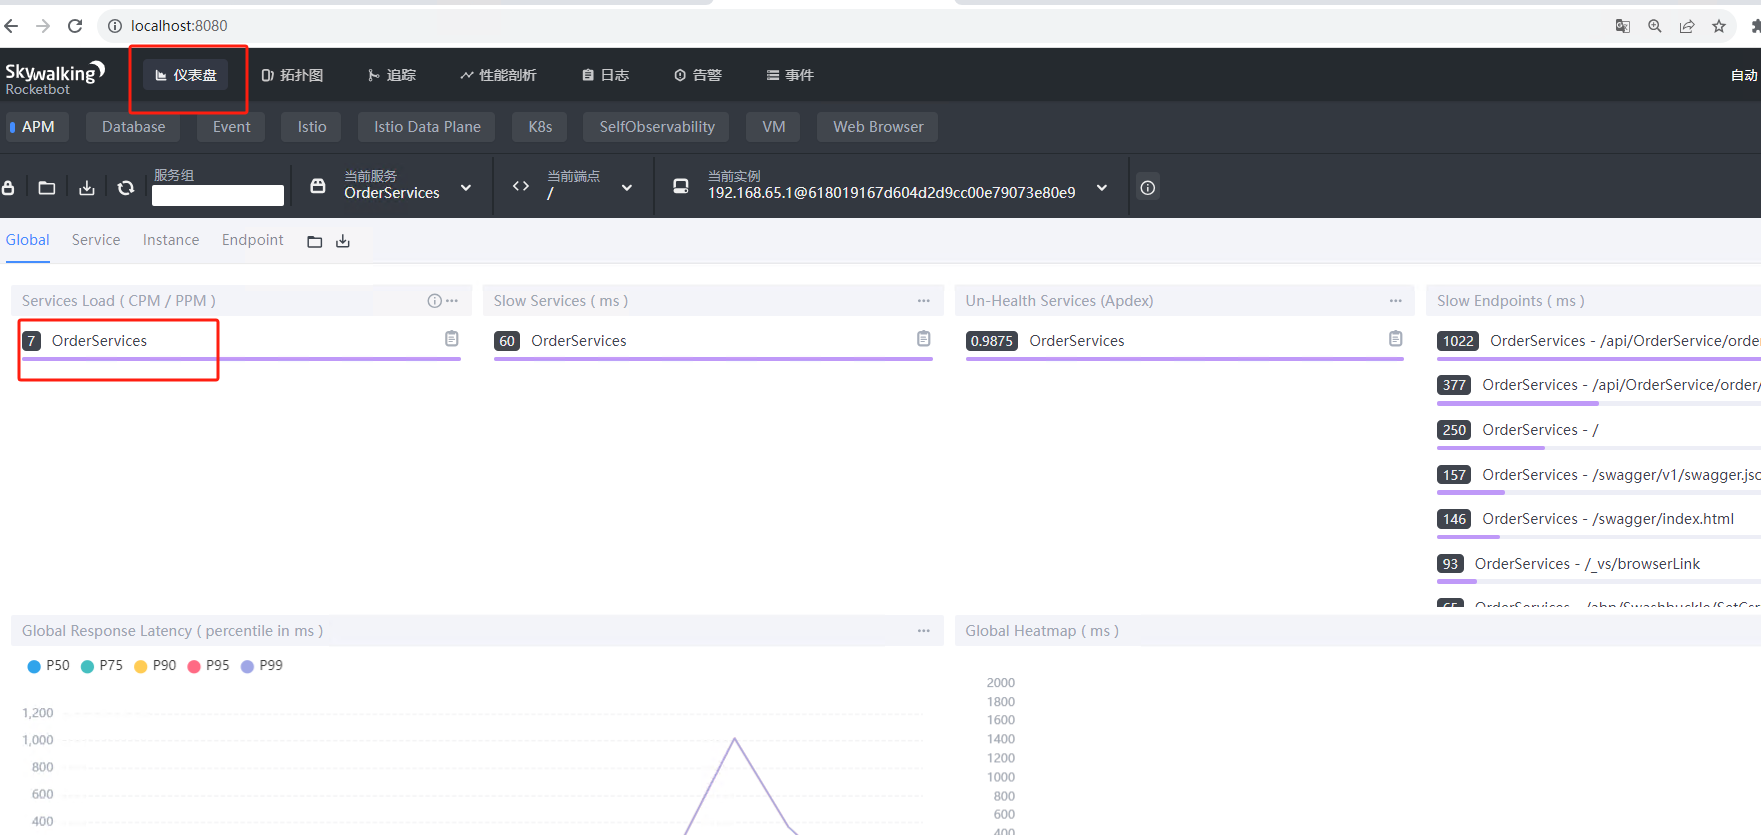 localhost:8080
Skywalking
Rocketbot
仪表盘
拓扑图
追踪
性能剖析
日志
告警
事件
自动
APM
Database
Event
Istio
Istio Data Plane
K8s
SelfObservability
VM
Web Browser
服务组
当前服务
OrderServices
当前端点
/
当前实例
192.168.65.1@618019167d604d2d9cc00e79073e80e9
Global
Service
Instance
Endpoint
Services Load ( CPM / PPM )
7 OrderServices
Slow Services ( ms )
60 OrderServices
Un-Health Services (Apdex)
0.9875 OrderServices
Slow Endpoints ( ms )
1022 OrderServices - /api/OrderService/order
377 OrderServices - /api/OrderService/order/
250 OrderServices - /
157 OrderServices - /swagger/v1/swagger.jso
146 OrderServices - /swagger/index.html
93 OrderServices - /_vs/browserLink
Global Response Latency ( percentile in ms )
P50
P75
P90
P95
P99
1,200
1,000
800
600
400
Global Heatmap ( ms )
2000
1800
1600
1400
1200
1000
800
600
400